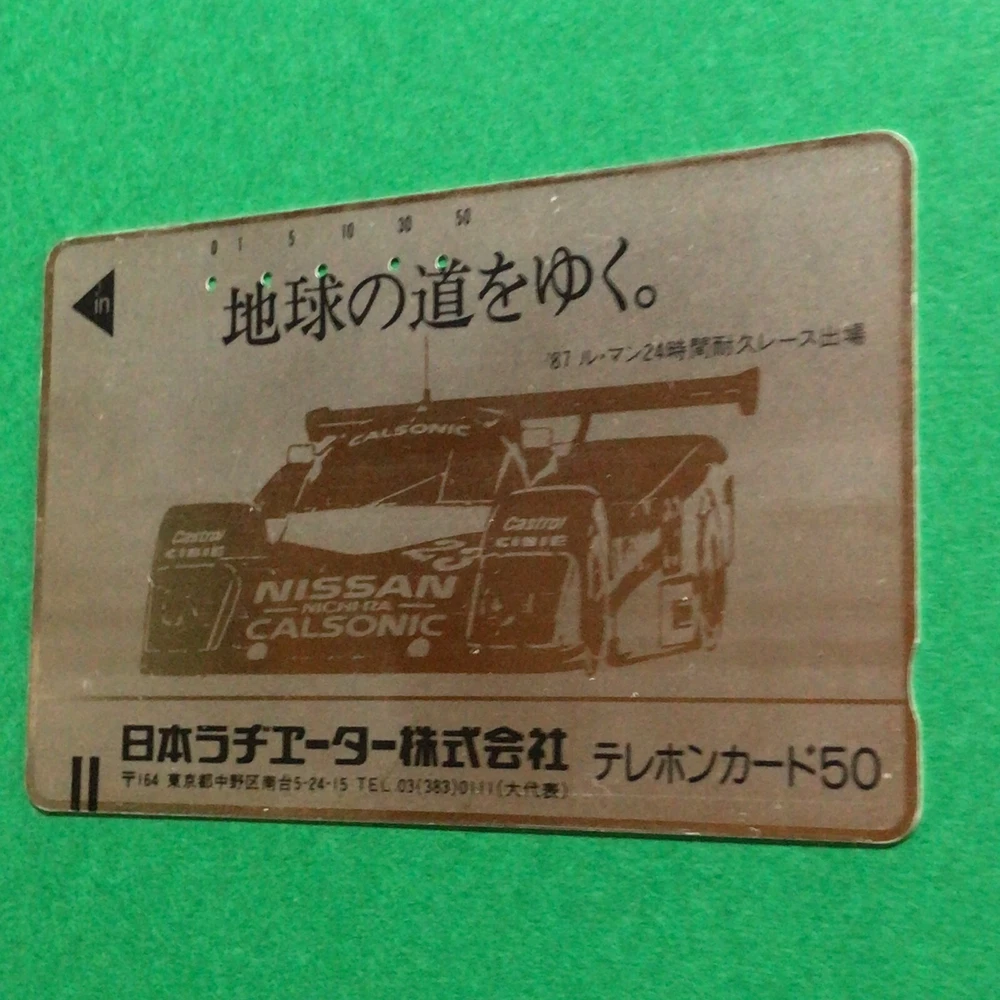 0 1 5 10 30 50
in
地球の道をゆく。
'87 ル・マン24時間耐久レース出場
CALSONIC
Castrol
CIBIE
Castrol
CIBIE
NISSAN
NICHIRA
CALSONIC
日本ラヂエーター株式会社 テレホンカード50
〒164 東京都中野区南台5-24-15 TEL.03(383)0111(大代表)